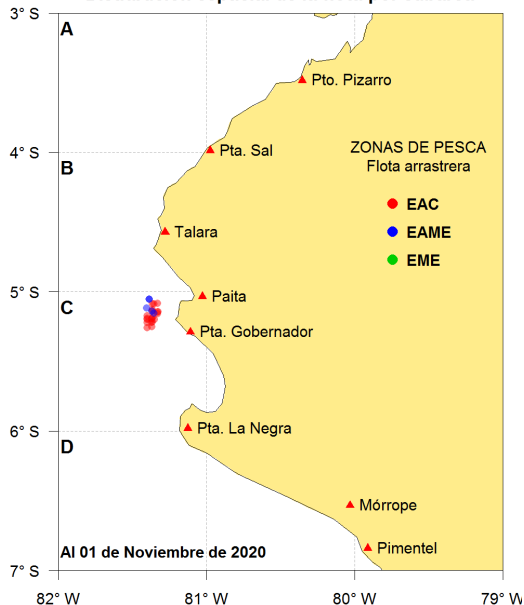 3° S
A
Pto. Pizarro
ZONAS DE PESCA
Flota arrastrera
4° S
Pta. Sal
B
EAC
Talara
EAME
EME
5° S
Paita
C
Pta. Gobernador
6° S
Pta. La Negra
D
Mórrope
Al 01 de Noviembre de 2020
Pimentel
7° S
82° W
81° W
80° W
79° W